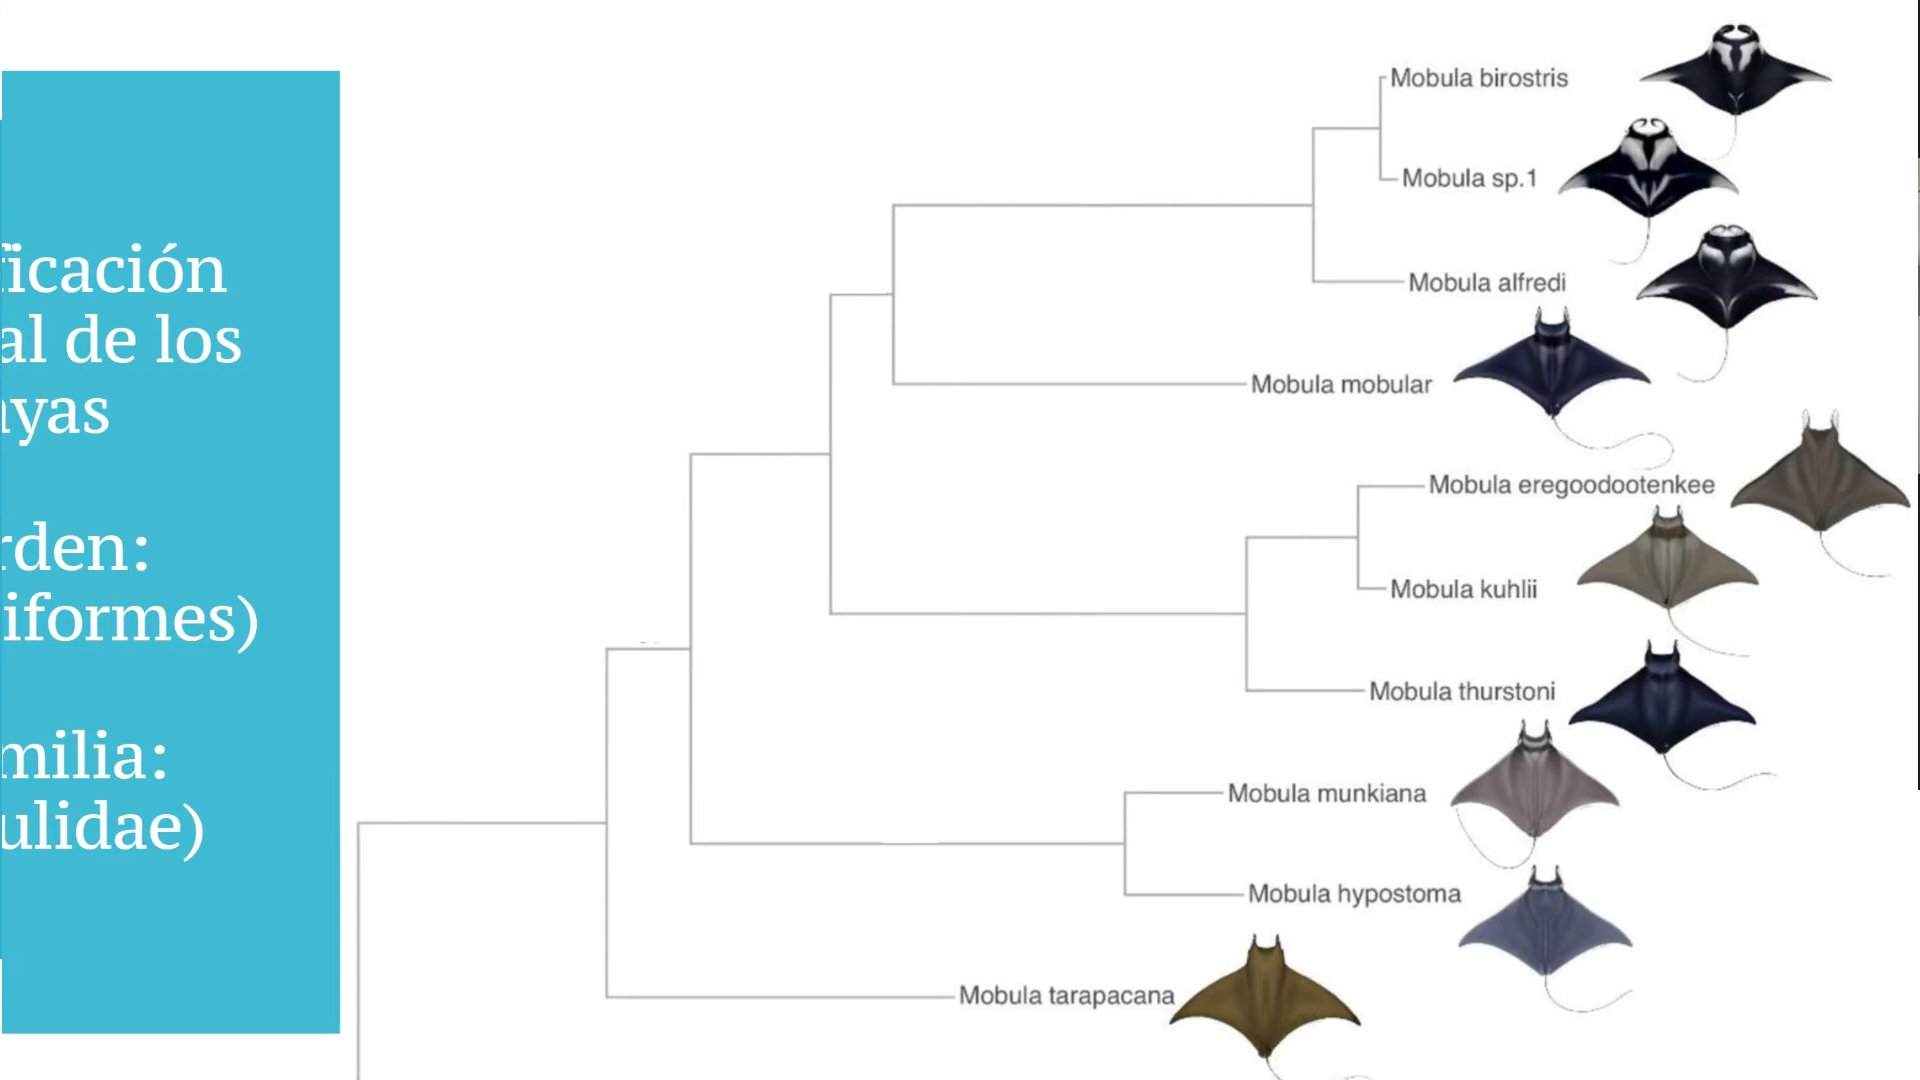 ficación
al de los
ayas
rden:
iformes)
milia:
ulidae)
Mobula birostris
Mobula sp.1
Mobula alfredi
Mobula mobular
Mobula eregoodootenkee
Mobula kuhlii
Mobula thurstoni
Mobula munkiana
Mobula hypostoma
Mobula tarapacana